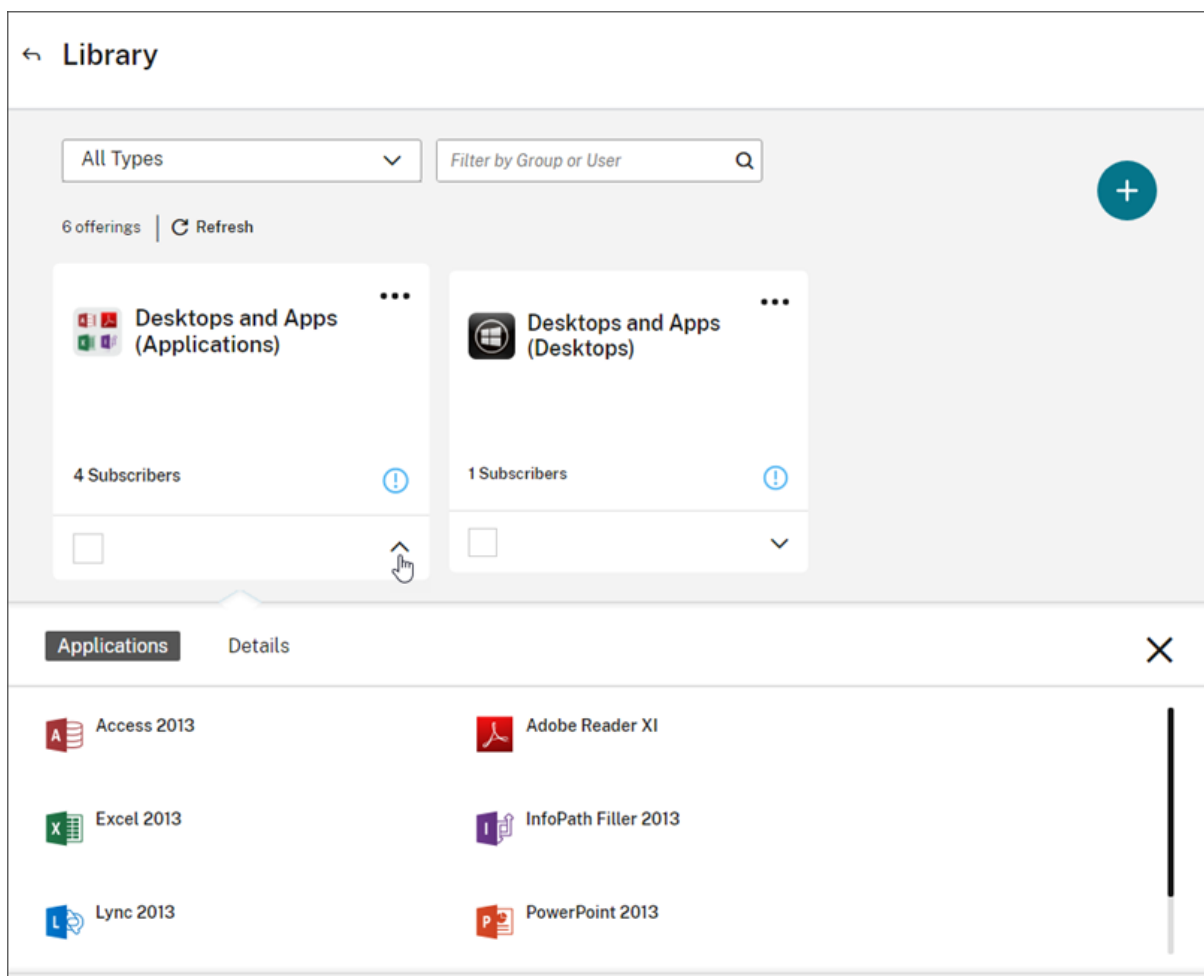 Library
All Types
Filter by Group or User
6 offerings
Refresh
Desktops and Apps
(Applications)
4 Subscribers
Desktops and Apps
(Desktops)
1 Subscribers
Applications
Details
Access 2013
Adobe Reader XI
Excel 2013
InfoPath Filler 2013
Lync 2013
PowerPoint 2013